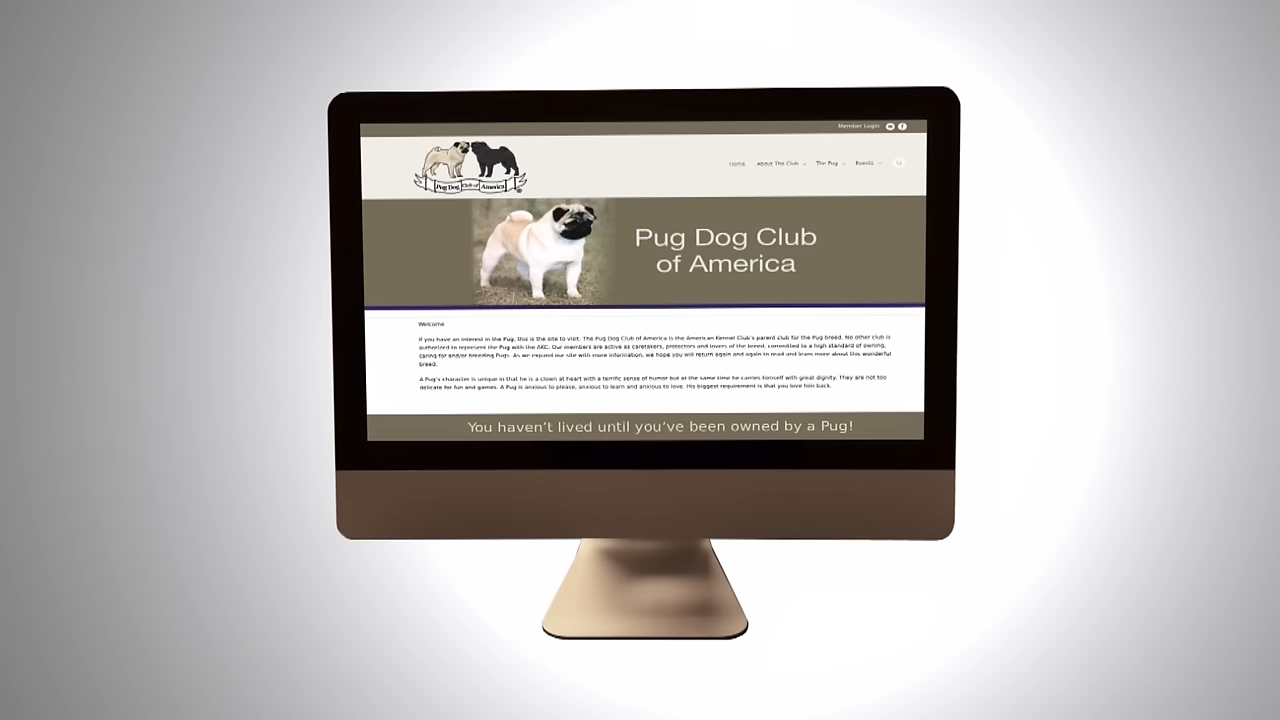 Member Login
Pug Dog Club of America
Home About The Club The Pug Events
Pug Dog Club
of America
Welcome
If you have an interest in the Pug, this is the site to visit. The Pug Dog Club of America is the American Kennel Club's parent club for the Pug breed. No other club is
authorized to represent the Pug with the AKC. Our members are active as caretakers, protectors and lovers of the breed, committed to a high standard of owning,
caring for and/or breeding Pugs. As we expand our site with more information, we hope you will return again and again to read and learn more about this wonderful
breed.
A Pug's character is unique in that he is a clown at heart with a terrific sense of humor but at the same time he carries himself with great dignity. They are not too
delicate for fun and games. A Pug is anxious to please, anxious to learn and anxious to love. His biggest requirement is that you love him back.
You haven't lived until you've been owned by a Pug!